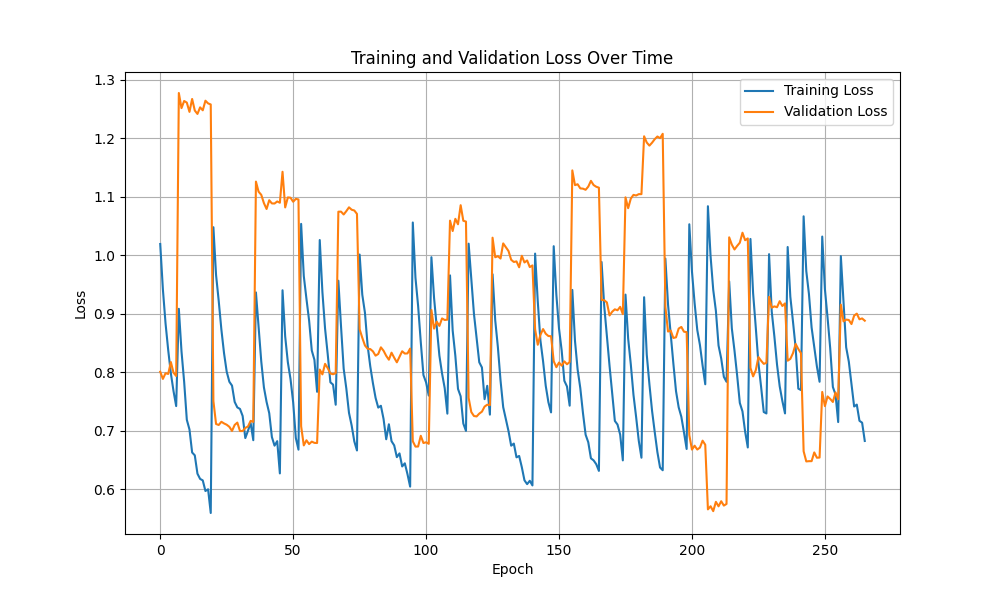 Training and Validation Loss Over Time
Training Loss
Validation Loss
1.3
1.2
1.1
1.0
0.9
0.8
0.7
0.6
Loss
0
50
100
150
200
250
Epoch